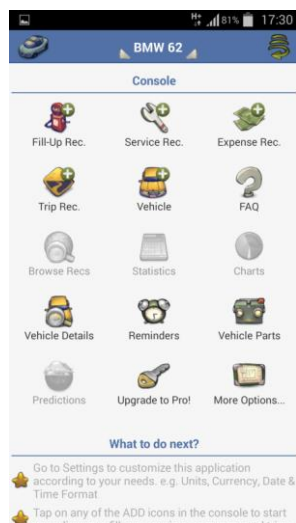 H+ 81% 17:30
BMW 62
Console
Fill-Up Rec. Service Rec. Expense Rec.
Trip Rec. Vehicle FAQ
Browse Recs Statistics Charts
Vehicle Details Reminders Vehicle Parts
Predictions Upgrade to Pro! More Options...
What to do next?
Go to Settings to customize this application
according to your needs. e.g. Units, Currency, Date &
Time Format
Tap on any of the ADD icons in the console to start